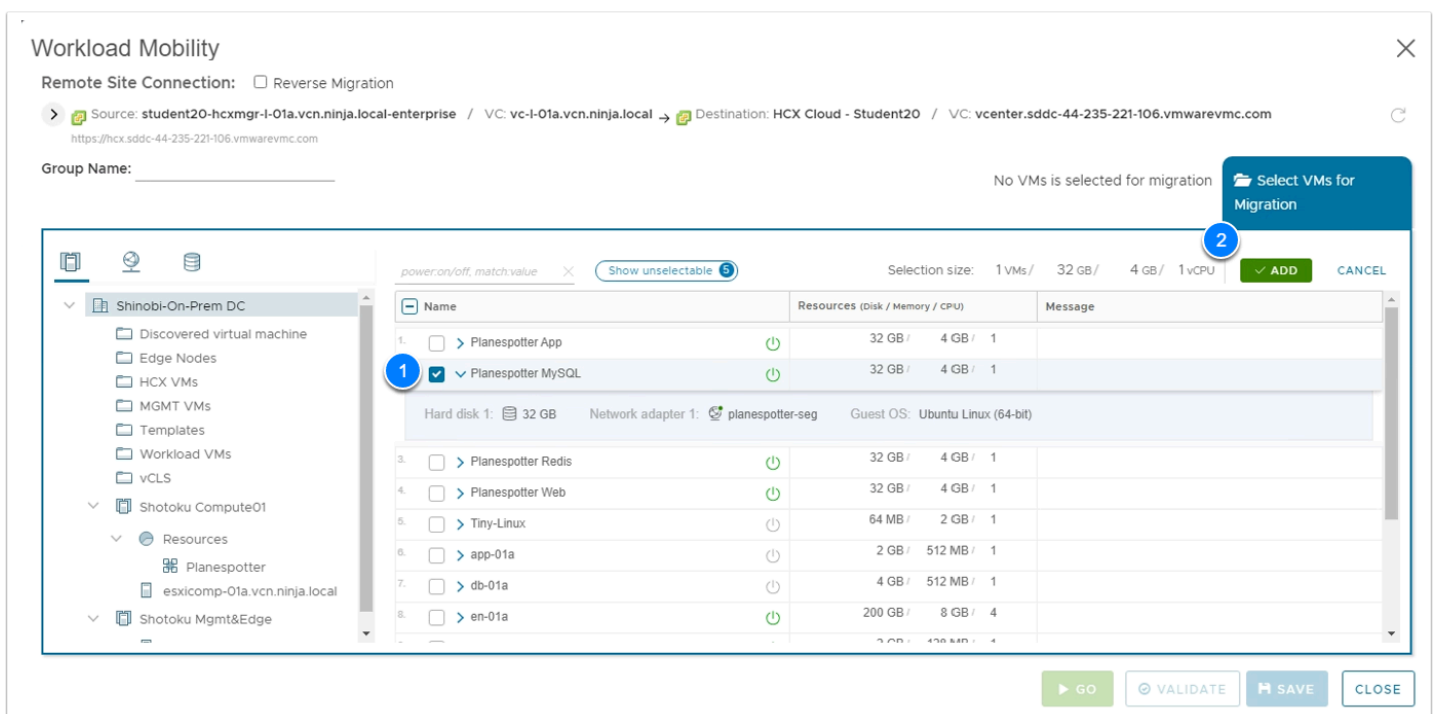 Workload Mobility
Remote Site Connection: Reverse Migration
Source: student20-hcxmgr-l-01a.vcn.ninja.local-enterprise / VC: vc-l-01a.vcn.ninja.local → Destination: HCX Cloud - Student20 / VC: vcenter.sddc-44-235-221-106.vmwarevmc.com
https://hcx.sddc-44-235-221-106.vmwarevmc.com
Group Name:
No VMs is selected for migration
Select VMs for
Migration
2
power:on/off, match:value
Show unselectable 5
Selection size: 1 VMs / 32 GB / 4 GB / 1 vCPU
ADD
CANCEL
Shinobi-On-Prem DC
Discovered virtual machine
Edge Nodes
HCX VMs
MGMT VMs
Templates
Workload VMs
vCLS
Shotoku Compute01
Resources
Planespotter
esxicomp-01a.vcn.ninja.local
Shotoku Mgmt&Edge
Name Resources (Disk / Memory / CPU) Message
1. Planespotter App 32 GB / 4 GB / 1
1 Planespotter MySQL 32 GB / 4 GB / 1
Hard disk 1: 32 GB Network adapter 1: planespotter-seg Guest OS: Ubuntu Linux (64-bit)
3. Planespotter Redis 32 GB / 4 GB / 1
4. Planespotter Web 32 GB / 4 GB / 1
5. Tiny-Linux 64 MB / 2 GB / 1
6. app-01a 2 GB / 512 MB / 1
7. db-01a 4 GB / 512 MB / 1
8. en-01a 200 GB / 8 GB / 4
GO
VALIDATE
SAVE
CLOSE